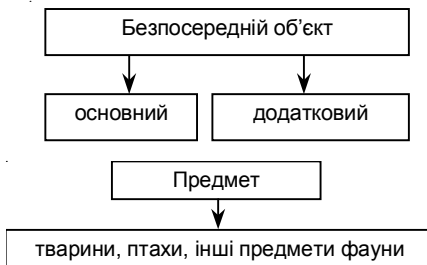 Безпосередній об’єкт
основний додатковий
Предмет
тварини, птахи, інші предмети фауни